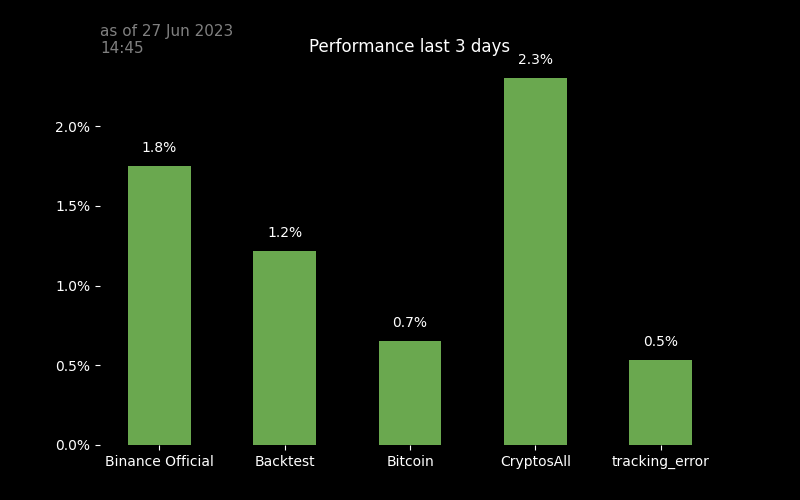 as of 27 Jun 2023
14:45
Performance last 3 days
2.3%
2.0%
1.8%
1.5%
1.2%
1.0%
0.7%
0.5%
0.5%
0.0%
Binance Official
Backtest
Bitcoin
CryptosAll
tracking_error